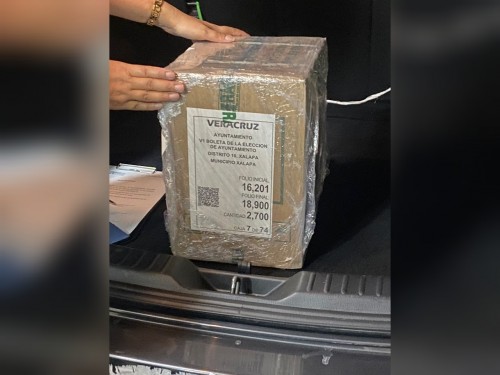 VERACRUZ
AYUNTAMIENTO
V1 BOLETA DE LA ELECCION
DE AYUNTAMIENTO
DISTRITO 10, XALAPA
MUNICIPIO XALAPA
FOLIO INICIAL
16,201
FOLIO FINAL
18,900
CANTIDAD 2,700
CAJA 7 DE 74